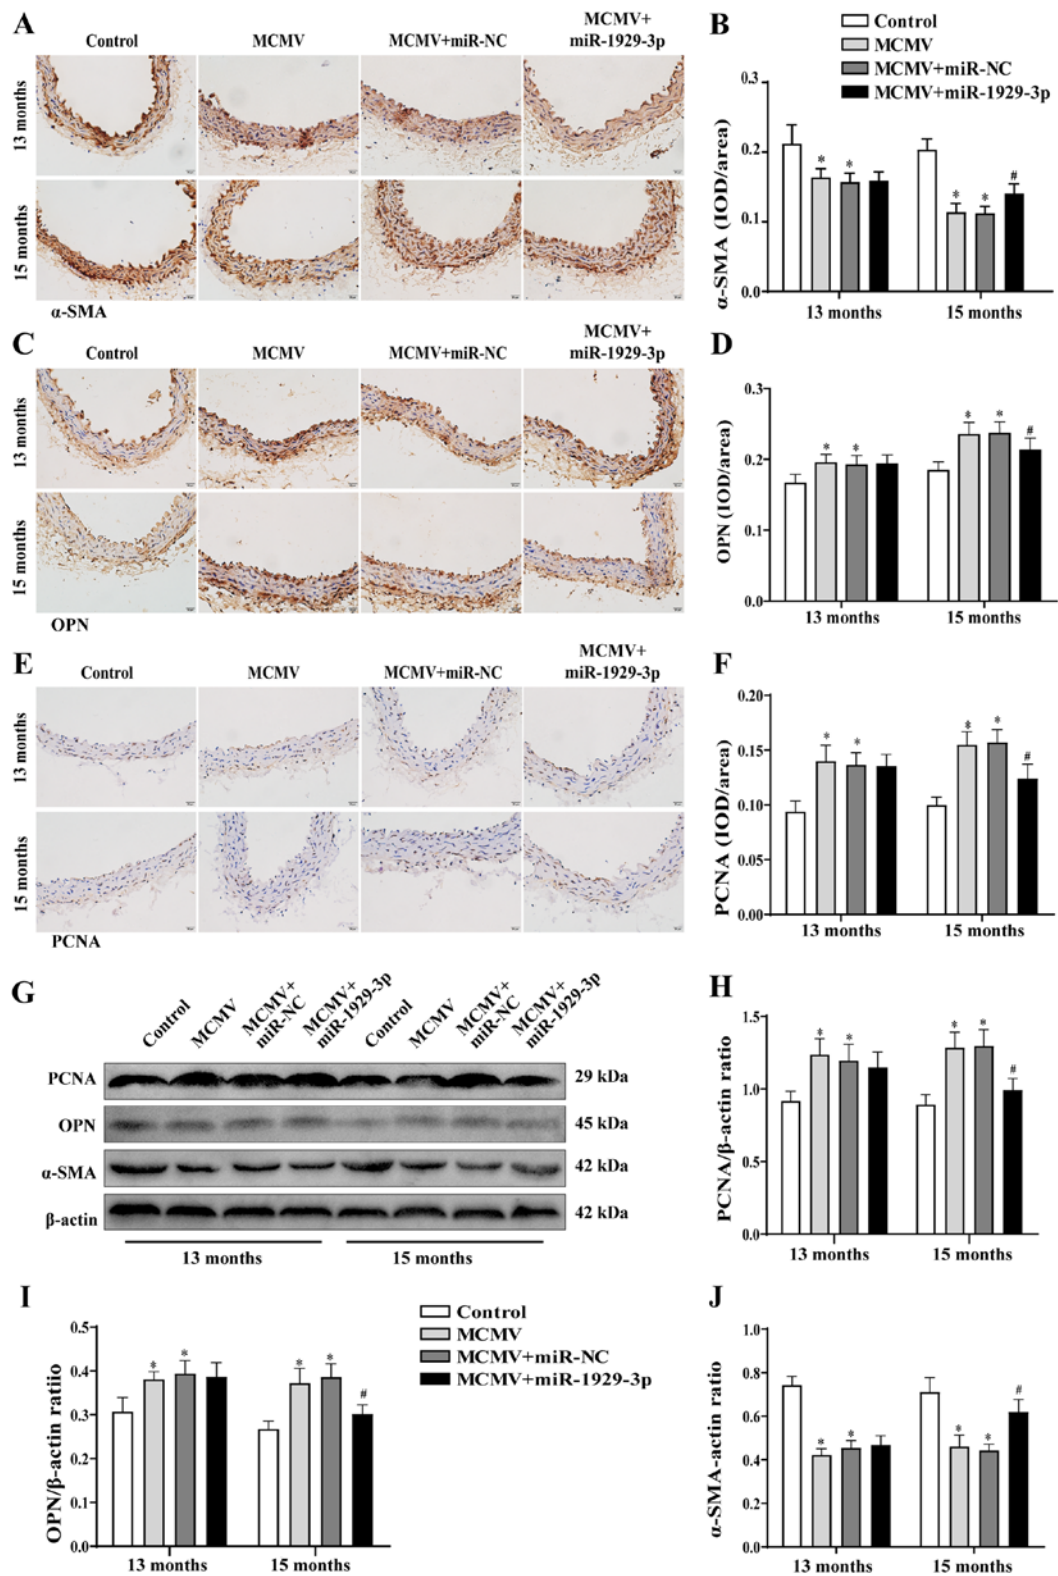 A
Control
MCMV
MCMV+miR-NC
MCMV+
miR-1929-3p
13 months
15 months
α-SMA
B
Control
MCMV
MCMV+miR-NC
MCMV+miR-1929-3p
α-SMA (IOD/area)
0.3
0.2
0.1
0.0
* *
* * #
13 months
15 months
C
Control
MCMV
MCMV+miR-NC
MCMV+
miR-1929-3p
13 months
15 months
OPN
D
OPN (IOD/area)
0.3
0.2
0.1
0.0
* *
* * #
13 months
15 months
E
Control
MCMV
MCMV+miR-NC
MCMV+
miR-1929-3p
13 months
15 months
PCNA
F
PCNA (IOD/area)
0.20
0.15
0.10
0.05
0.00
* *
* * #
13 months
15 months
G
Control
MCMV
MCMV+
miR-NC
MCMV+
miR-1929-3p
Control
MCMV
MCMV+
miR-NC
MCMV+
miR-1929-3p
PCNA 29 kDa
OPN 45 kDa
α-SMA 42 kDa
β-actin 42 kDa
13 months
15 months
H
PCNA/β-actin ratio
1.5
1.0
0.5
0.0
* *
* * #
13 months
15 months
I
OPN/β-actin ratiio
0.5
0.4
0.3
0.2
0.1
0.0
* *
* * #
13 months
15 months
Control
MCMV
MCMV+miR-NC
MCMV+miR-1929-3p
J
α-SMA-actin ratio
1.0
0.8
0.6
0.4
0.2
0.0
* *
* * #
13 months
15 months